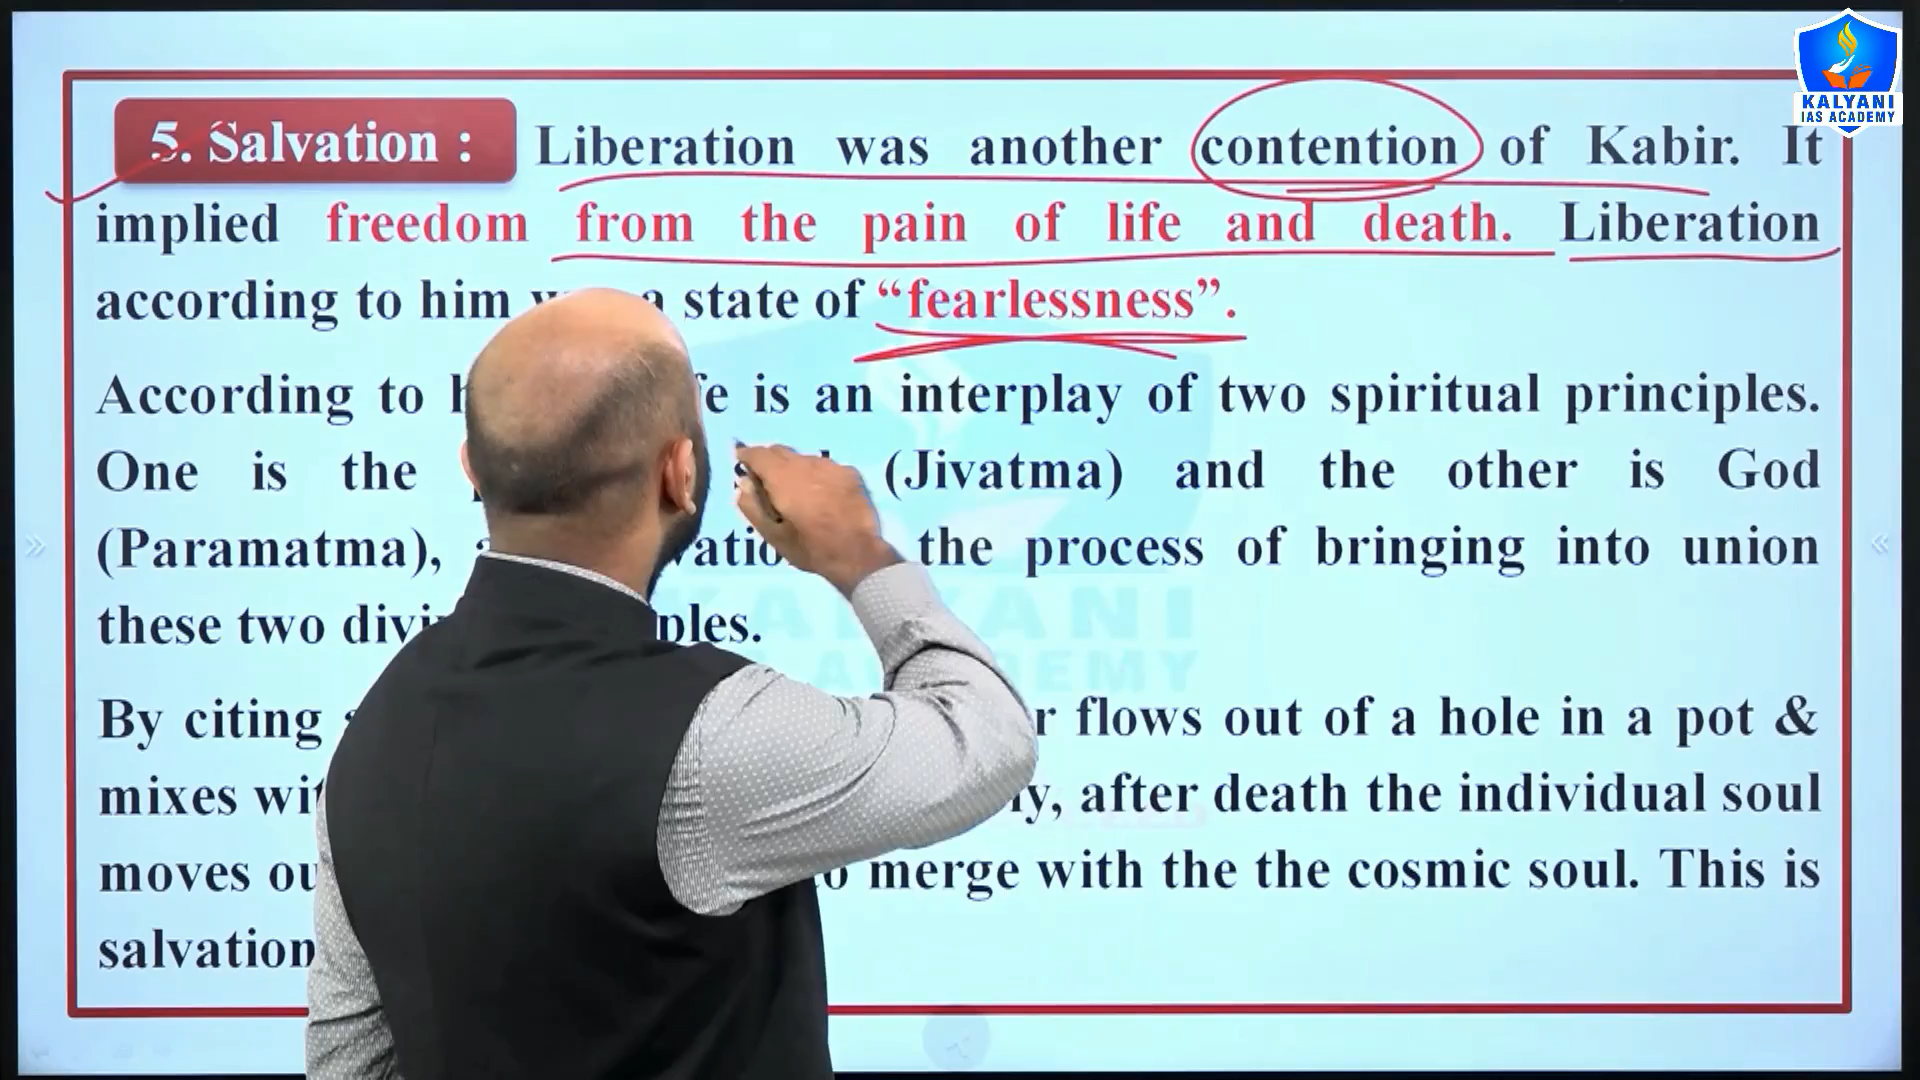 KALYANI
IAS ACADEMY
5. Salvation : Liberation was another contention of Kabir. It
implied freedom from the pain of life and death. Liberation
according to him a state of “fearlessness”.
According to is an interplay of two spiritual principles.
One is the (Jivatma) and the other is God
(Paramatma), the process of bringing into union
these two
By citing flows out of a hole in a pot &
mixes after death the individual soul
moves merge with the the cosmic soul. This is
salvation
KALYANI
IAS ACADEMY